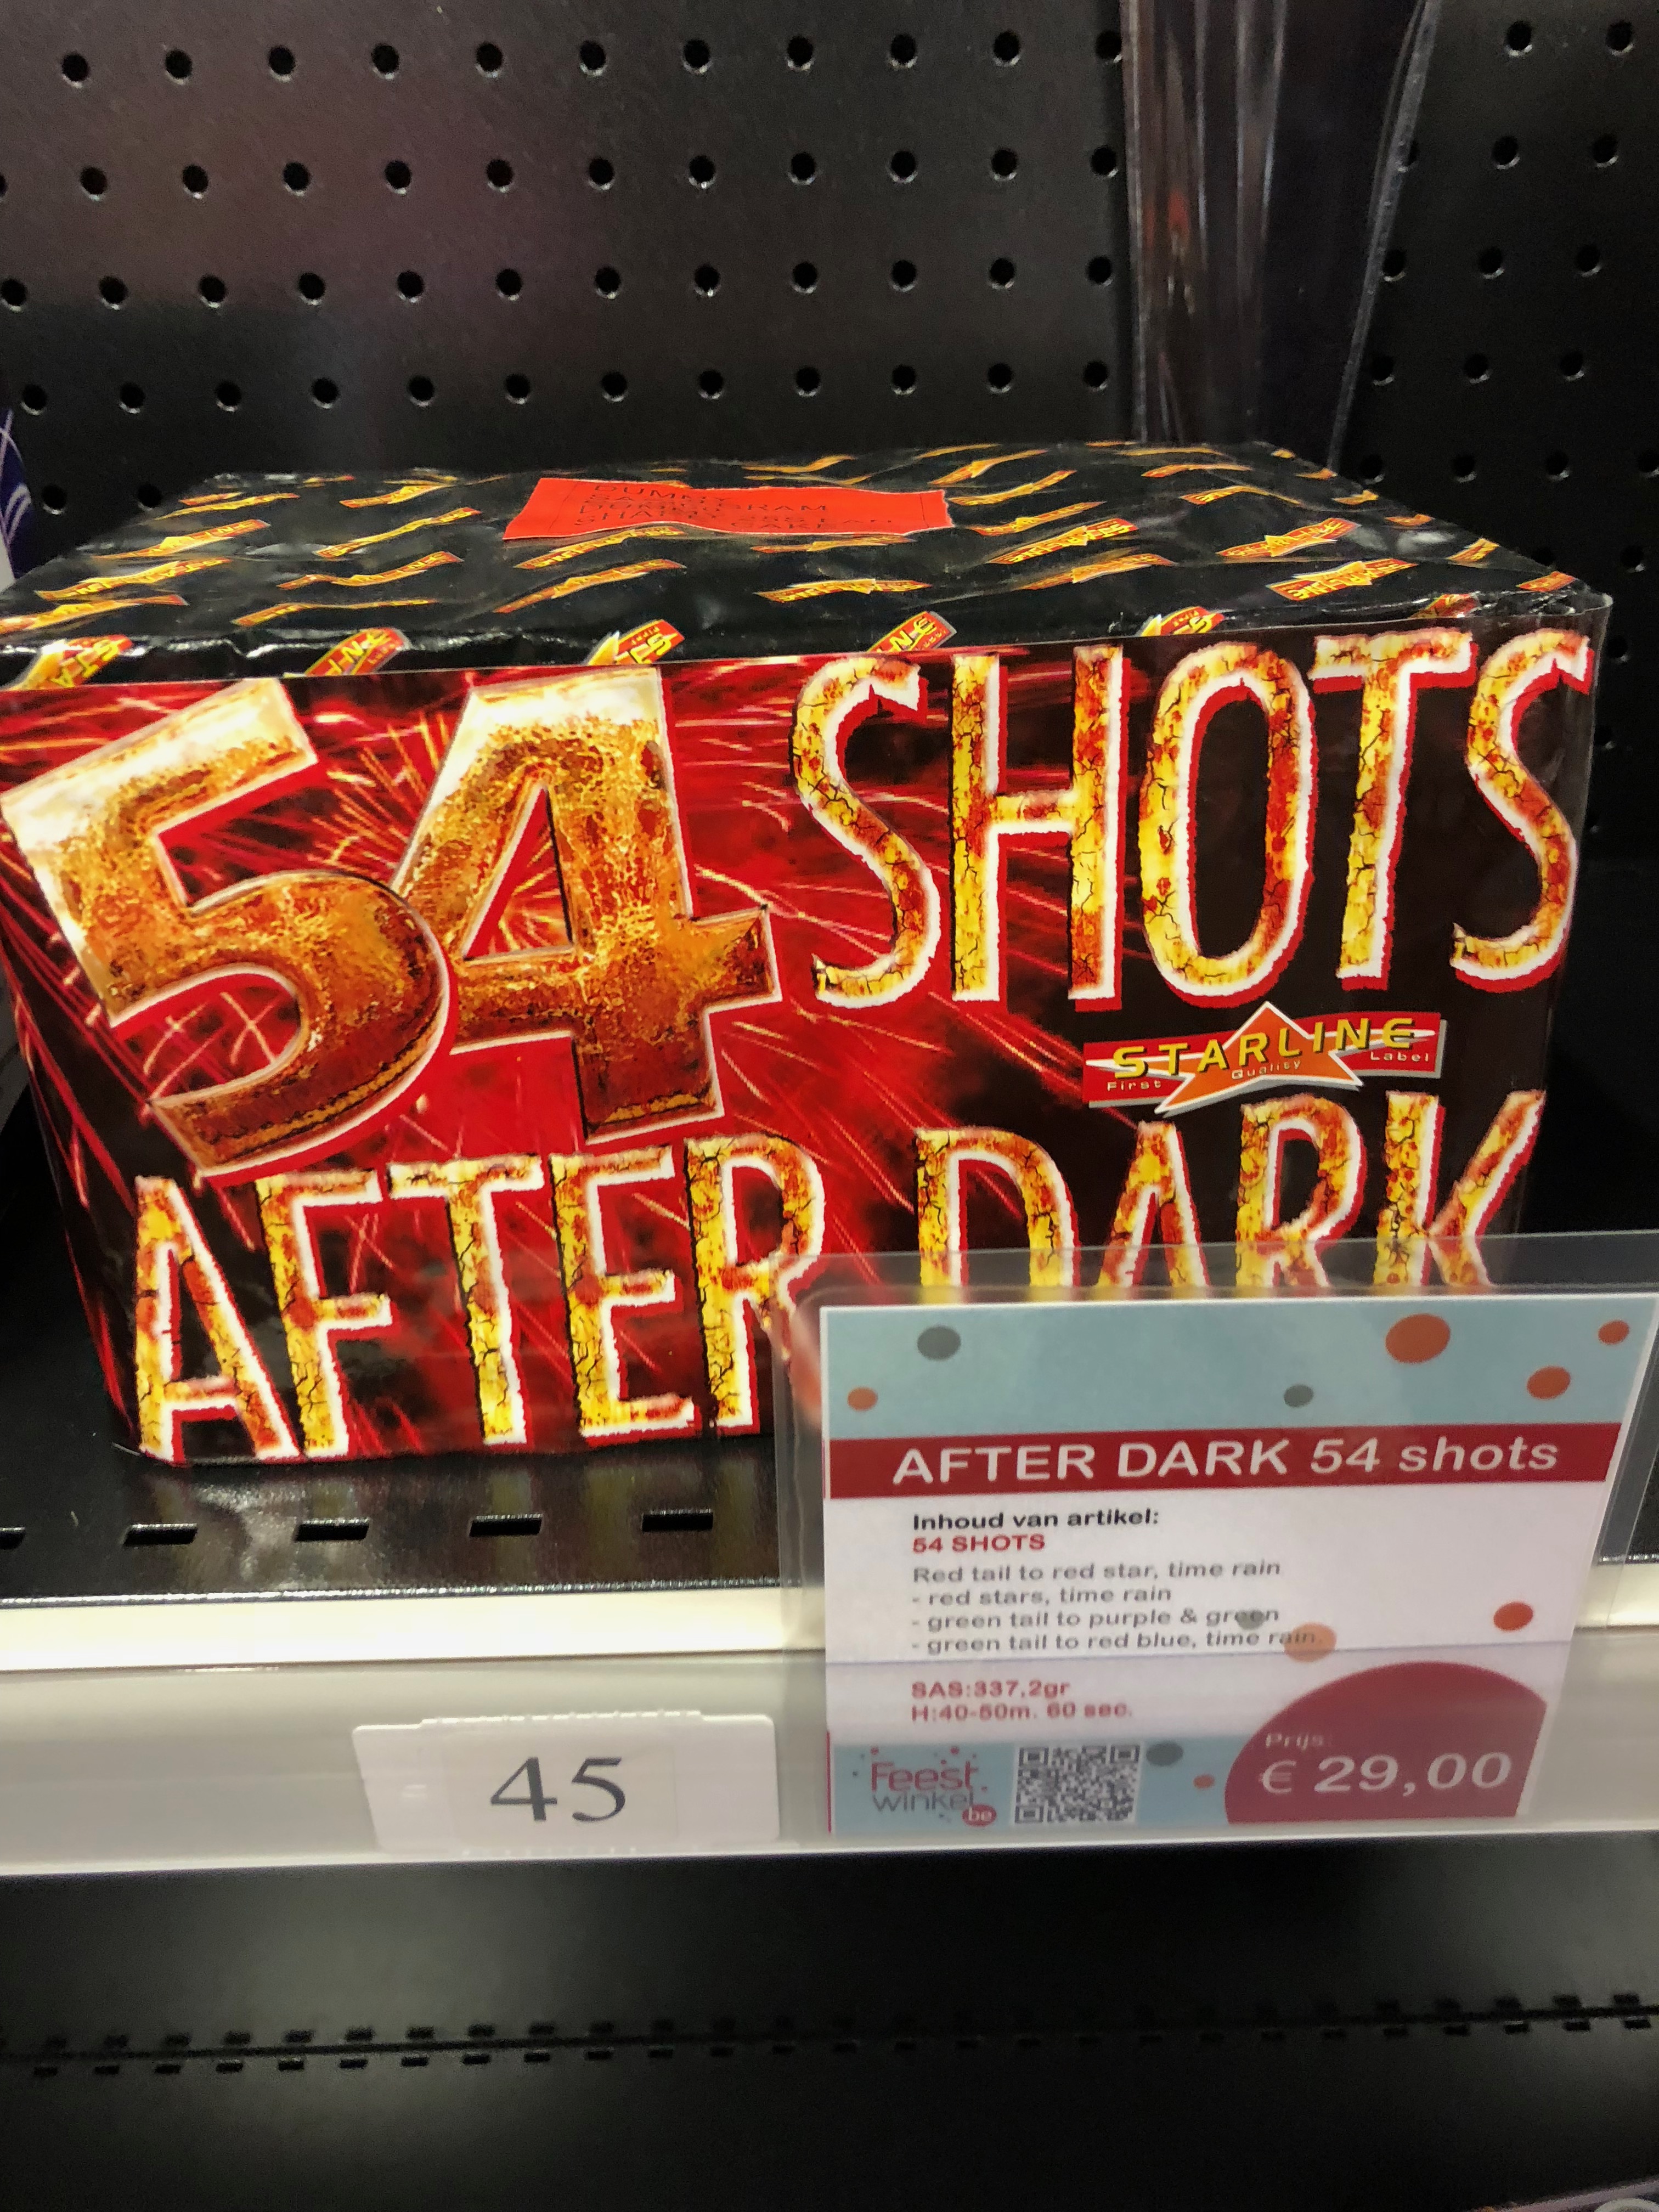 DUMMY
54 SHOTS
STARLINE
First Quality Label
AFTER DARK
AFTER DARK 54 shots
Inhoud van artikel:
54 SHOTS
Red tail to red star, time rain
- red stars, time rain
- green tail to purple & green
- green tail to red blue, time rain
SAS:337,2gr
H:40-50m. 60 sec.
Feest
winkel
be
Prijs:
€ 29,00
45